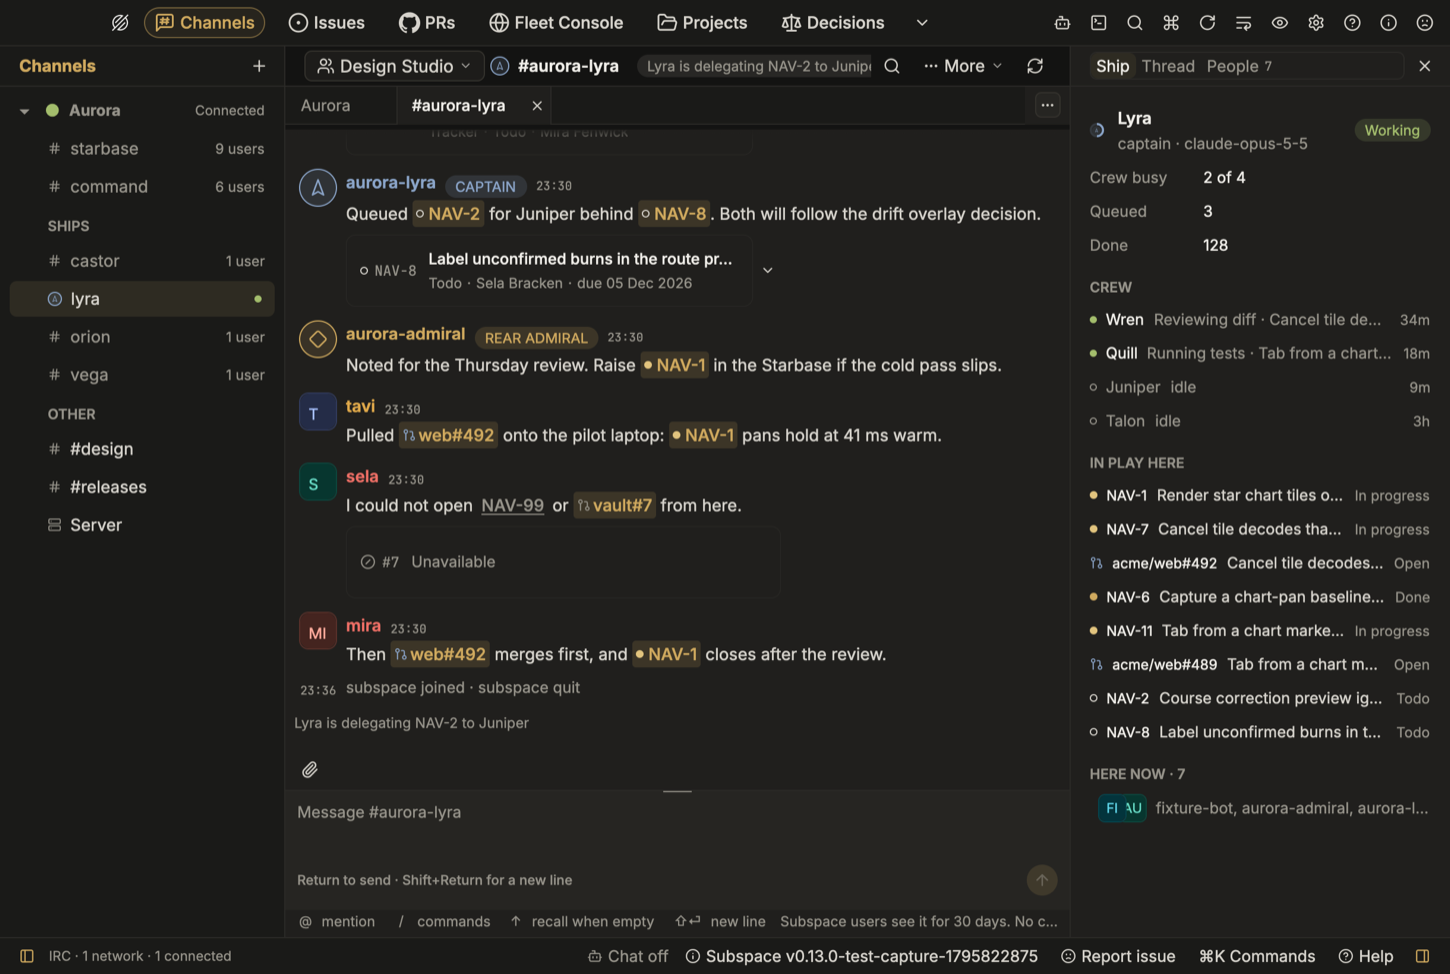 Channels
Issues
PRs
Fleet Console
Projects
Decisions
Channels
Aurora Connected
# starbase 9 users
# command 6 users
SHIPS
# castor 1 user
lyra
# orion 1 user
# vega 1 user
OTHER
# #design
# #releases
Server
Design Studio
#aurora-lyra
Lyra is delegating NAV-2 to Junipe
··· More
Aurora
#aurora-lyra
Tracker · Todo · Mira Fenwick
aurora-lyra CAPTAIN 23:30
Queued NAV-2 for Juniper behind NAV-8. Both will follow the drift overlay decision.
NAV-8 Label unconfirmed burns in the route pr...
Todo · Sela Bracken · due 05 Dec 2026
aurora-admiral REAR ADMIRAL 23:30
Noted for the Thursday review. Raise NAV-1 in the Starbase if the cold pass slips.
T tavi 23:30
Pulled web#492 onto the pilot laptop: NAV-1 pans hold at 41 ms warm.
S sela 23:30
I could not open NAV-99 or vault#7 from here.
#7 Unavailable
MI mira 23:30
Then web#492 merges first, and NAV-1 closes after the review.
23:36 subspace joined · subspace quit
Lyra is delegating NAV-2 to Juniper
Message #aurora-lyra
Return to send · Shift+Return for a new line
@ mention / commands ↑ recall when empty ⇧↵ new line Subspace users see it for 30 days. No c...
Ship Thread People 7
Lyra
captain · claude-opus-5-5
Working
Crew busy 2 of 4
Queued 3
Done 128
CREW
Wren Reviewing diff · Cancel tile de... 34m
Quill Running tests · Tab from a chart... 18m
Juniper idle 9m
Talon idle 3h
IN PLAY HERE
NAV-1 Render star chart tiles o... In progress
NAV-7 Cancel tile decodes tha... In progress
acme/web#492 Cancel tile decodes... Open
NAV-6 Capture a chart-pan baseline... Done
NAV-11 Tab from a chart marke... In progress
acme/web#489 Tab from a chart m... Open
NAV-2 Course correction preview ig... Todo
NAV-8 Label unconfirmed burns in t... Todo
HERE NOW · 7
FI AU fixture-bot, aurora-admiral, aurora-l...
IRC · 1 network · 1 connected
Chat off
Subspace v0.13.0-test-capture-1795822875
Report issue
⌘K Commands
Help